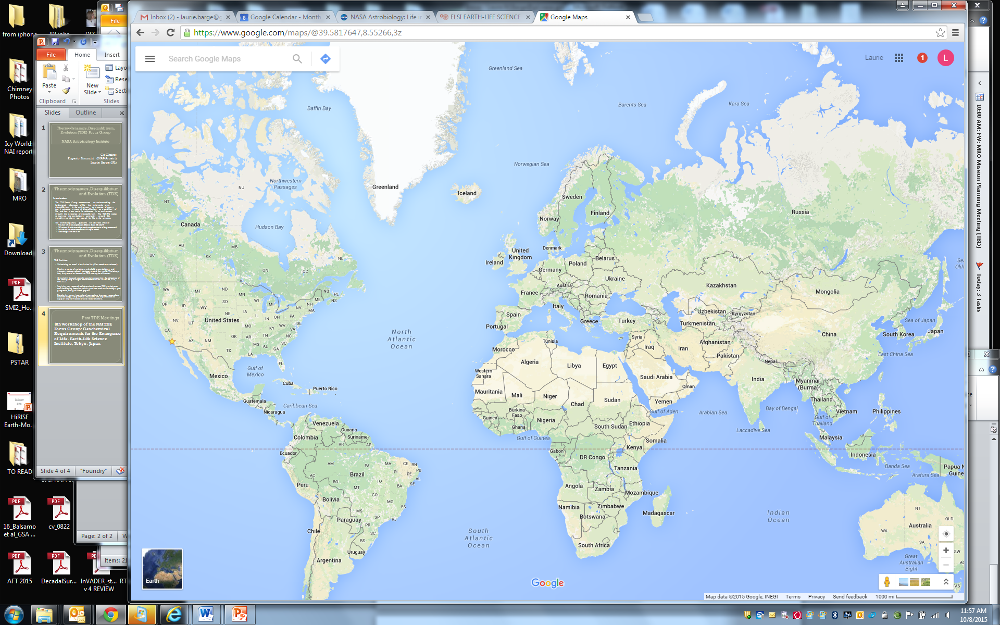 Inbox (2) - laurie.barge@g
Google Calendar - Month
NASA Astrobiology: Life in
ELSI EARTH-LIFE SCIENCE
Google Maps
https://www.google.com/maps/@39.5817647,8.55266,3z
Search Google Maps
Laurie
1
L
from iphone
Chimney
Photos
Icy World
NAI report
MRO
Download
SMI2_Ho...
PSTAR
HiRISE
Earth-Mo...
TO READ
16_Balsamo
et al_GSA ...
cv_0822
AFT 2015
DecadalSur...
InVADER_st...
v 4 REVIEW
RT
File
File
Home
Insert
Paste
New
Slide
Layo
Rese
Secti
Clipboard
Slides
Slides
Outline
1
Thermodynamics, Disequilibrium,
Evolution (TDE) Focus Group
NASA Astrobiology Institute
Co-Chairs:
Eugenio Simoncini (INAF-Arcetri)
Laurie Barge (JPL)
2
Thermodynamics, Disequilibrium
and Evolution (TDE)
3
Thermodynamics, Disequilibrium
and Evolution (TDE)
4
Past TDE Meetings
8th Workshop of the NAI TDE
Focus Group: Geochemical
Requirements for the Emergence
of Life. Earth-Life Science
Institute, Tokyo, Japan.
Slide 4 of 4
"Foundry"
Page: 2 of 2
Items: 21
Greenland Sea
Baffin Bay
Barents Sea
Kara Sea
Norwegian Sea
Northwestern
Passages
NU
Greenland
Iceland
NT
Sweden
Finland
Norway
Russia
Canada
Hudson Bay
AB
MB
SK
BC
ON
QC
NL
United
Kingdom
Ireland
Denmark
Belarus
Poland
Germany
Ukraine
Austria
France
Romania
Italy
Kazakhstan
Mongolia
WA
MT
ND
MN
OR
ID
SD
WI
MI
NB
PE
NS
ME
VT
NH
NY
MA
WY
IA
NE
PA
NV
UT
United States
IL
IN
OH
MO
KY
WV
VA
DE
CA
AZ
NM
OK
AR
TN
NC
SC
MS
AL
GA
TX
LA
FL
Spain
Portugal
Greece
Turkey
Uzbekistan
Kyrgyzstan
Turkmenistan
Sea of Japan
Japan
South Korea
China
North
Atlantic
Ocean
Tunisia
Morocco
Syria
Iraq
Iran
Afghanistan
Pakistan
Nepal
East China Sea
Algeria
Libya
Egypt
Western
Sahara
Saudi Arabia
Oman
India
Myanmar
(Burma)
Mexico
Gulf of
Mexico
Cuba
Puerto Rico
Guatemala
Caribbean Sea
Nicaragua
Mauritania
Mali
Niger
Chad
Sudan
Yemen
Gulf of Aden
Arabian Sea
Bay of Bengal
Thailand
Gulf of
Thailand
Vietnam
Philippines
Burkina
Faso
Guinea
Ghana
Nigeria
South Sudan
Ethiopia
Laccadive Sea
Malaysia
Venezuela
Guyana
Suriname
Colombia
Gulf of Guinea
Somalia
Kenya
Gabon
DR Congo
Indonesia
Ecuador
RR
AP
AM
PA
MA
CE
RN
PI
PB
PE
AL
SE
AC
RO
TO
BA
Brazil
MT
GO
MG
ES
MS
SP
RJ
PR
SC
RS
Peru
Bolivia
Paraguay
Chile
Uruguay
Argentina
Tanzania
Angola
Zambia
Mozambique
Namibia
Zimbabwe
Botswana
Madagascar
South Africa
South
Atlantic
Ocean
Indian
Ocean
Banda Sea
Arafura Sea
Papua N
Guine
NT
QLD
WA
Australia
SA
Great
Australian
Bight
Earth
Google
Map data ©2015 Google, INEGI
Terms
Privacy
Send feedback
1000 mi
10:00 AM: FW: MRO Mission Planning Meeting (TBD)
Today: 3 Tasks
11:57 AM
10/8/2015